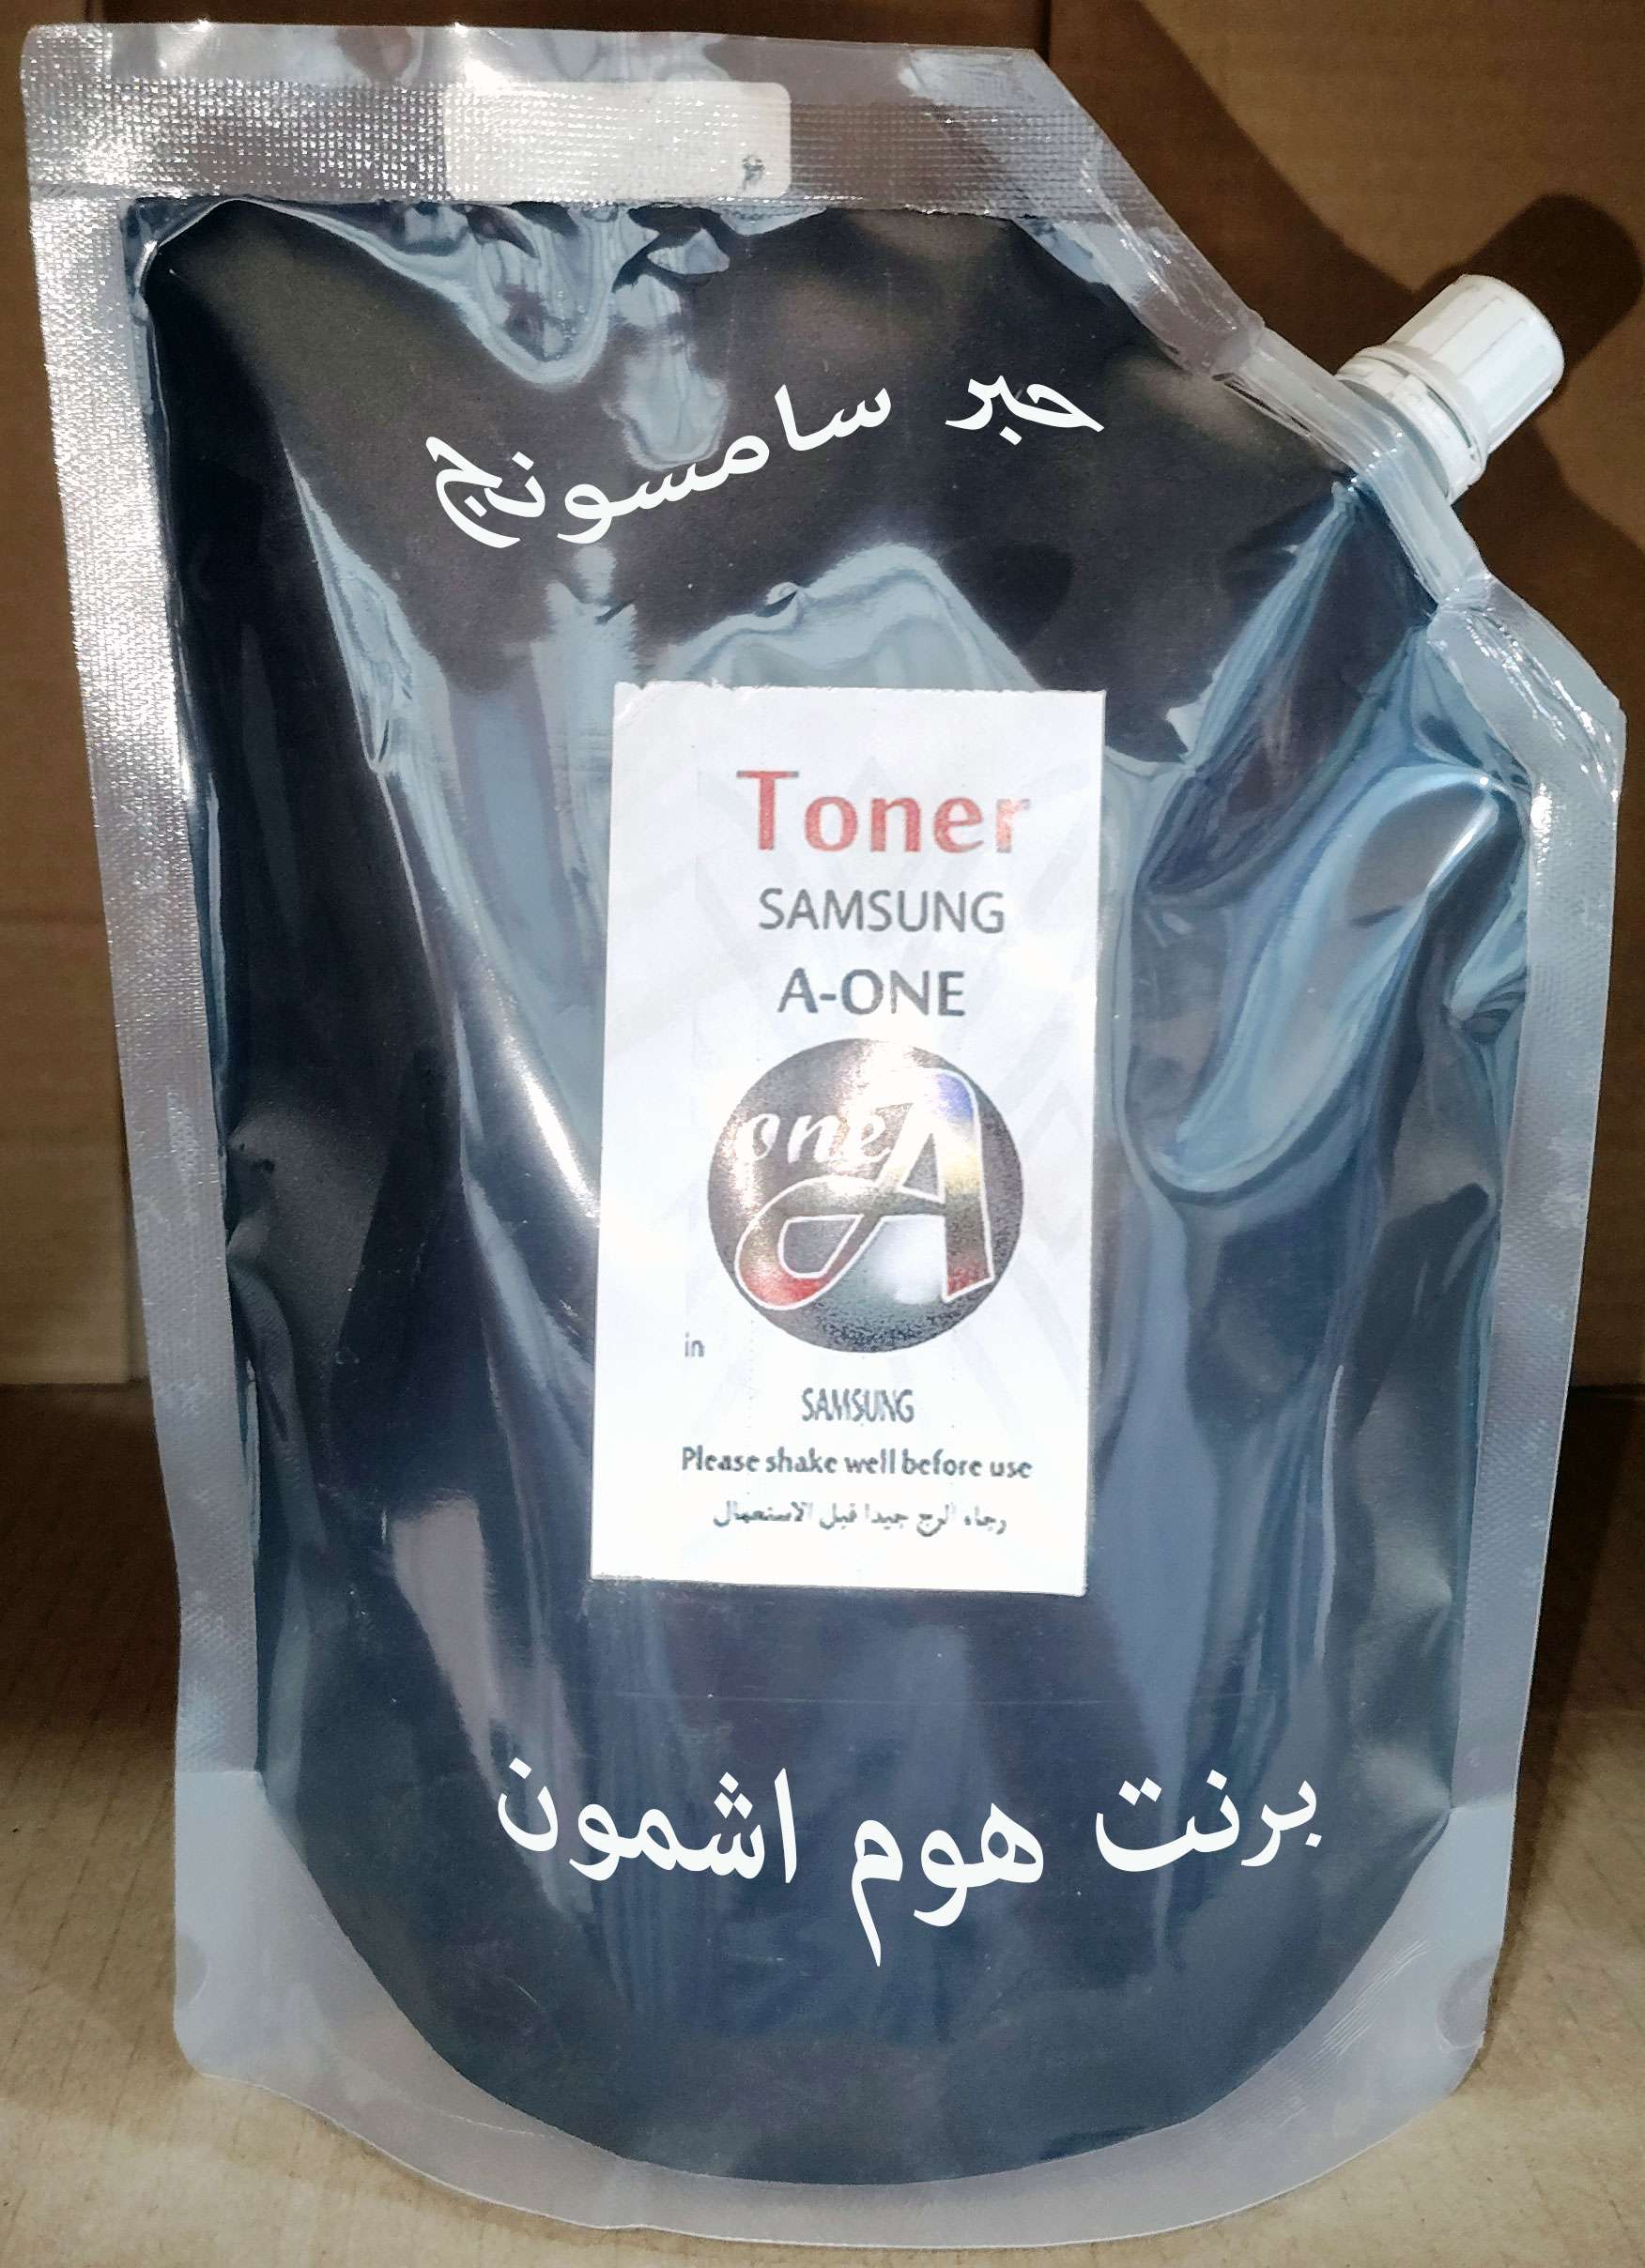 حبر سامسونج
Toner
SAMSUNG
A-ONE
one A
in
SAMSUNG
Please shake well before use
رجاء الرج جيدا قبل الاستعمال
برنت هوم اشمون